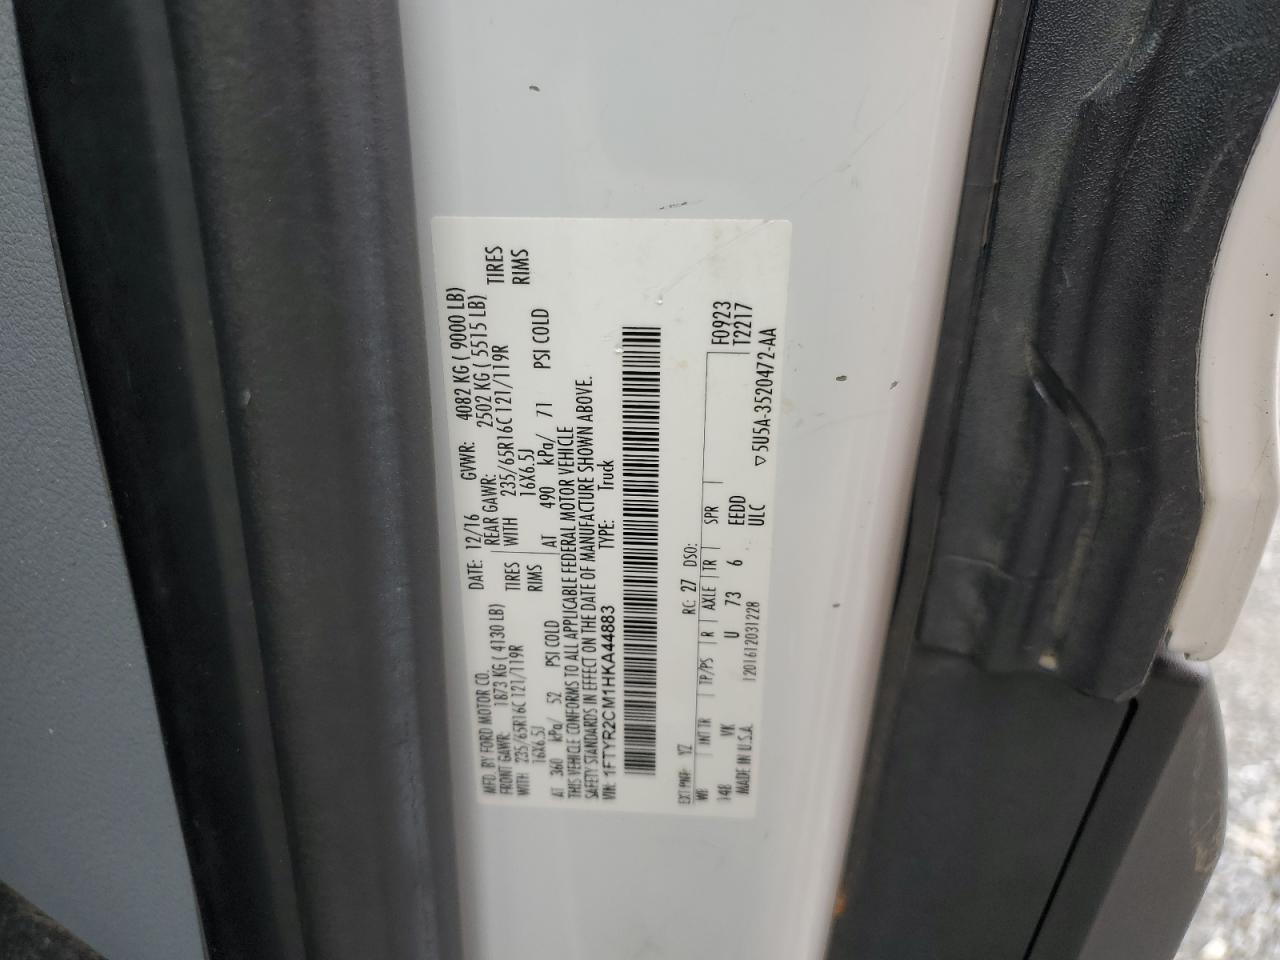 MFD. BY FORD MOTOR CO. DATE: 12/16 GVWR: 4082 KG ( 9000 LB)
FRONT GAWR: 1873 KG ( 4130 LB) REAR GAWR: 2502 KG ( 5515 LB)
WITH 235/65R16C 121/119R TIRES WITH 235/65R16C 121/119R TIRES
16X6.5J RIMS 16X6.5J RIMS
AT 360 kPa/ 52 PSI COLD AT 490 kPa/ 71 PSI COLD
THIS VEHICLE CONFORMS TO ALL APPLICABLE FEDERAL MOTOR VEHICLE
SAFETY STANDARDS IN EFFECT ON THE DATE OF MANUFACTURE SHOWN ABOVE.
VIN: 1FTYR2CM1HKA44883 TYPE: Truck
EXT PNT: YZ RC: 27 DSO:
WB INT TR TP/PS R AXLE TR SPR F0923
148 VK U 73 6 EEDD T2217
MADE IN U.S.A. 1201612031228 ULC ▽5U5A-3520472-AA